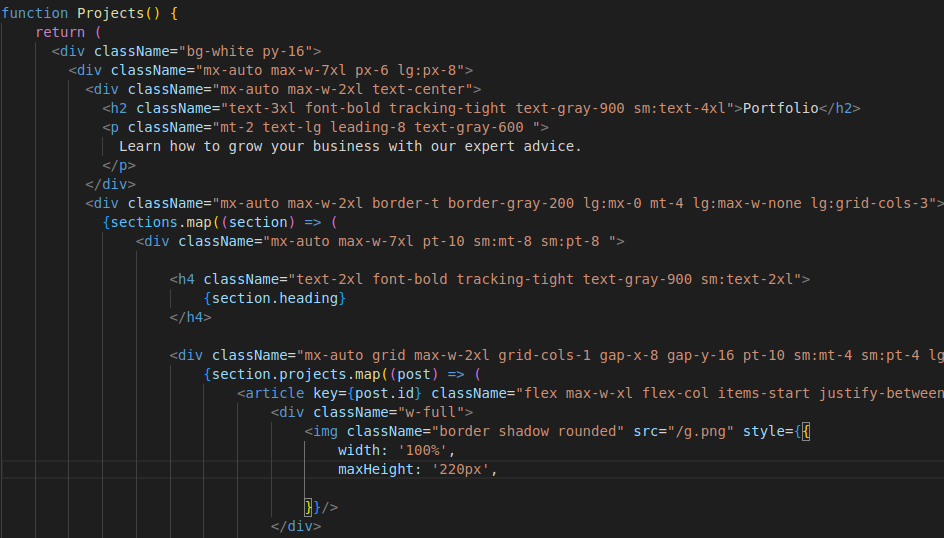 function Projects() {
return (
<div className="bg-white py-16">
<div className="mx-auto max-w-7xl px-6 lg:px-8">
<div className="mx-auto max-w-2xl text-center">
<h2 className="text-3xl font-bold tracking-tight text-gray-900 sm:text-4xl">Portfolio</h2>
<p className="mt-2 text-lg leading-8 text-gray-600 ">
Learn how to grow your business with our expert advice.
</p>
</div>
<div className="mx-auto max-w-2xl border-t border-gray-200 lg:mx-0 mt-4 lg:max-w-none lg:grid-cols-3">
{sections.map((section) => (
<div className="mx-auto max-w-7xl pt-10 sm:mt-8 sm:pt-8 ">
<h4 className="text-2xl font-bold tracking-tight text-gray-900 sm:text-2xl">
{section.heading}
</h4>
<div className="mx-auto grid max-w-2xl grid-cols-1 gap-x-8 gap-y-16 pt-10 sm:mt-4 sm:pt-4 lg
{section.projects.map((post) => (
<article key={post.id} className="flex max-w-xl flex-col items-start justify-between
<div className="w-full">
<img className="border shadow rounded" src="/g.png" style={{
width: '100%',
maxHeight: '220px',
}}/>
</div>